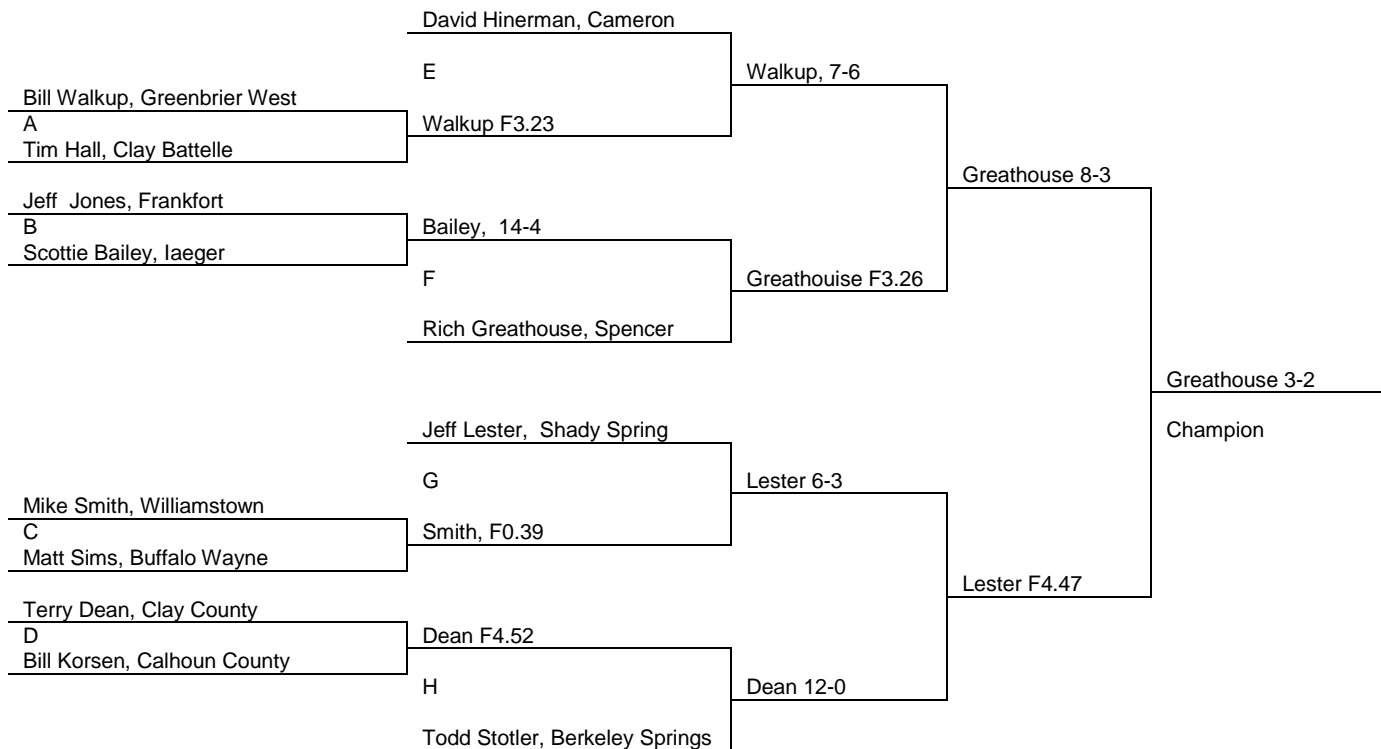 David Hinerman, Cameron
E
Walkup, 7-6
Bill Walkup, Greenbrier West
A
Walkup F3.23
Tim Hall, Clay Battelle
Greathouse 8-3
Jeff  Jones, Frankfort
B
Bailey,  14-4
Scottie Bailey, Iaeger
F
Greathouise F3.26
Rich Greathouse, Spencer
Greathouse 3-2
Champion
Jeff Lester,  Shady Spring
G
Lester 6-3
Mike Smith, Williamstown
C
Smith, F0.39
Matt Sims, Buffalo Wayne
Lester F4.47
Terry Dean, Clay County
D
Dean F4.52
Bill Korsen, Calhoun County
H
Dean 12-0
Todd Stotler, Berkeley Springs